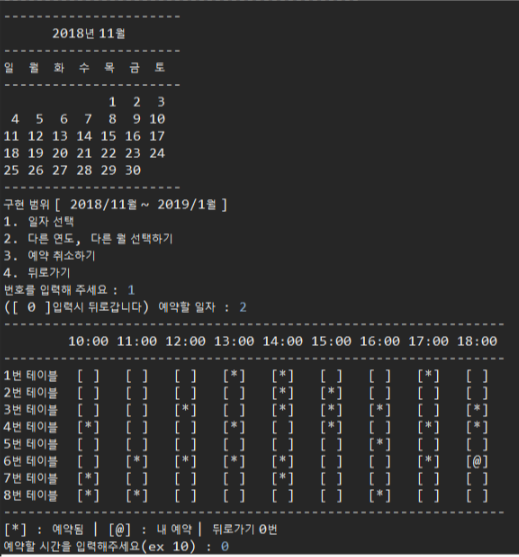 ------------------------
2018년 11월
------------------------
일 월 화 수 목 금 토
------------------------
1 2 3
4 5 6 7 8 9 10
11 12 13 14 15 16 17
18 19 20 21 22 23 24
25 26 27 28 29 30
------------------------
구현 범위 [ 2018/11월 ~ 2019/1월 ]
1. 일자 선택
2. 다른 연도, 다른 월 선택하기
3. 예약 취소하기
4. 뒤로가기
번호를 입력해 주세요 : 1
([ 0 ]입력시 뒤로갑니다) 예약할 일자 : 2
--------------------------------------------------------------------
10:00 11:00 12:00 13:00 14:00 15:00 16:00 17:00 18:00
--------------------------------------------------------------------
1번 테이블 [ ] [ ] [ ] [*] [*] [ ] [ ] [*] [ ]
2번 테이블 [ ] [ ] [ ] [ ] [*] [*] [ ] [ ] [ ]
3번 테이블 [ ] [ ] [*] [ ] [*] [*] [*] [ ] [*]
4번 테이블 [*] [ ] [ ] [*] [ ] [*] [ ] [*] [*]
5번 테이블 [ ] [ ] [ ] [ ] [ ] [ ] [*] [ ] [ ]
6번 테이블 [ ] [*] [*] [*] [*] [ ] [ ] [*] [@]
7번 테이블 [*] [ ] [ ] [ ] [*] [ ] [ ] [ ] [ ]
8번 테이블 [*] [*] [ ] [ ] [ ] [ ] [*] [ ] [ ]
--------------------------------------------------------------------
[*] : 예약됨 | [@] : 내 예약 | 뒤로가기 0번
예약할 시간을 입력해주세요(ex 10) : 0